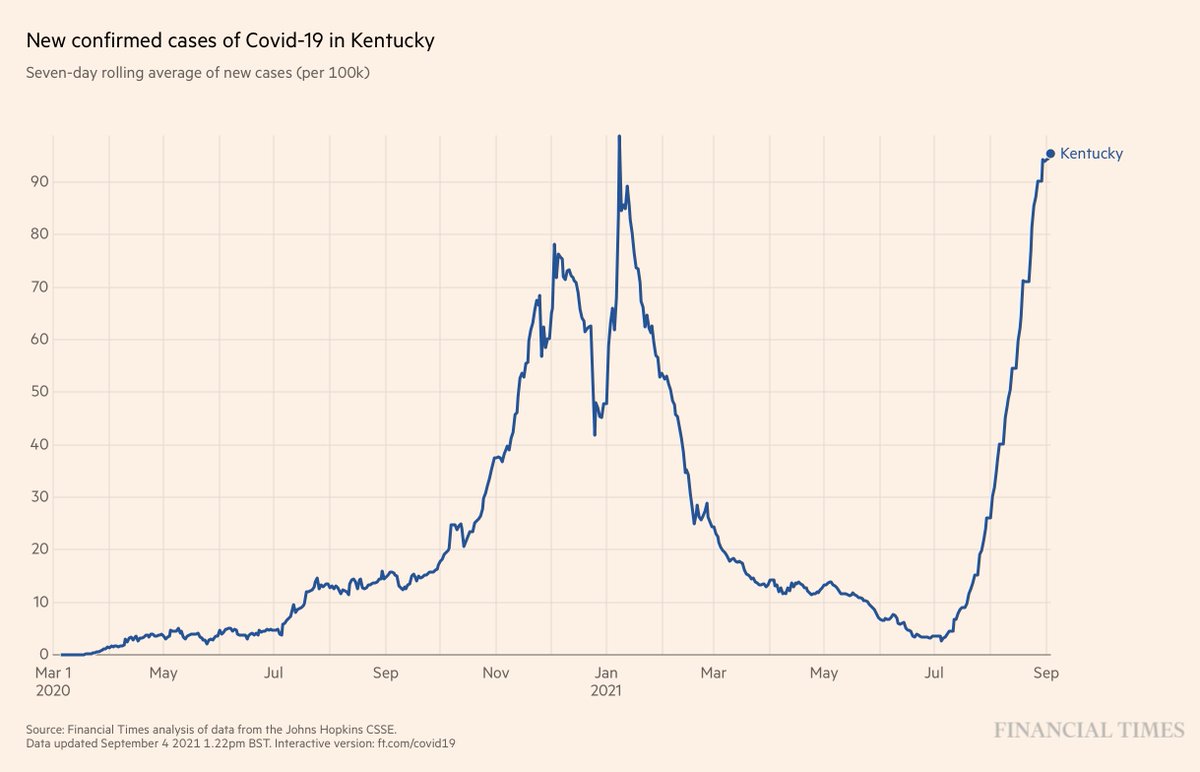 New confirmed cases of Covid-19 in Kentucky
Seven-day rolling average of new cases (per 100k)
Kentucky
90
80
70
60
50
40
30
20
10
0
Mar 1 May Jul Sep Nov Jan Mar May Jul Sep
2020 2021
Source: Financial Times analysis of data from the Johns Hopkins CSSE.
Data updated September 4 2021 1.22pm BST. Interactive version: ft.com/covid19
FINANCIAL TIMES